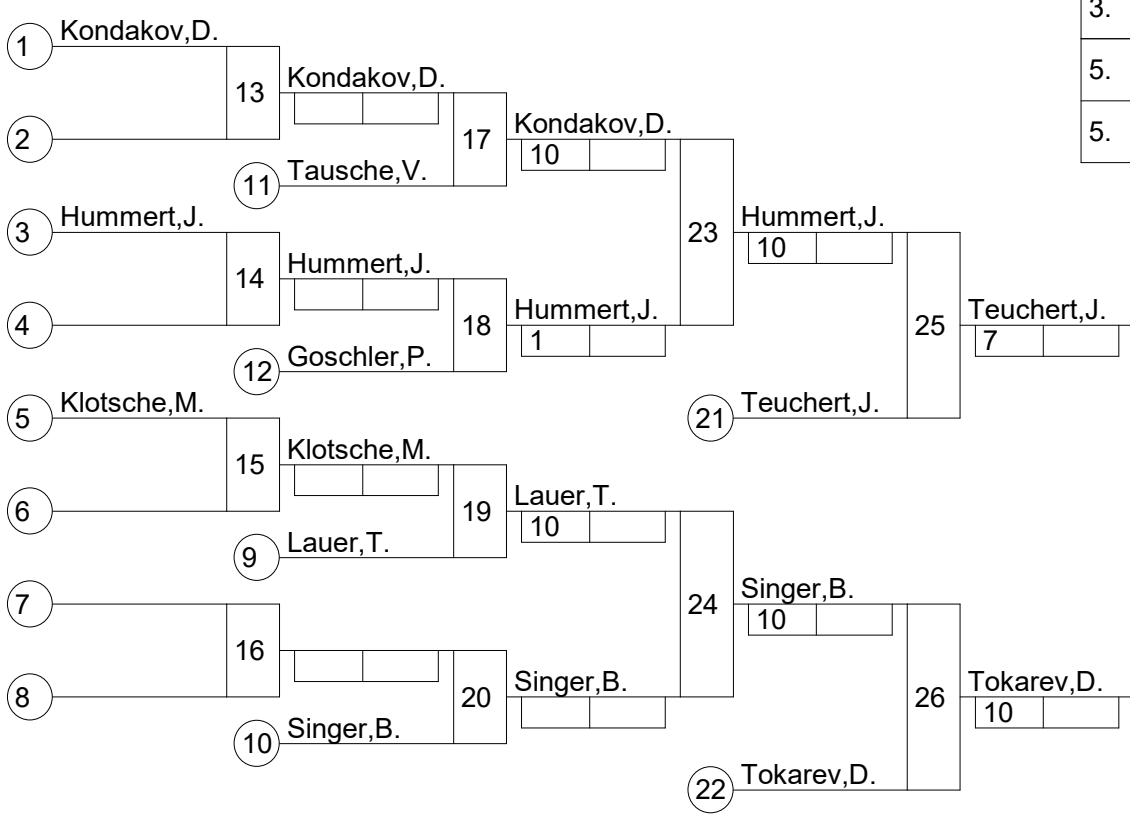 3.
1 Kondakov,D.
5.
13 Kondakov,D.
2
17 Kondakov,D.
10
5.
11 Tausche,V.
3 Hummert,J.
23 Hummert,J.
10
14 Hummert,J.
4
18 Hummert,J.
1
25 Teuchert,J.
7
12 Goschler,P.
5 Klotsche,M.
21 Teuchert,J.
15 Klotsche,M.
6
19 Lauer,T.
10
9 Lauer,T.
7
24 Singer,B.
10
16
8
20 Singer,B.
26 Tokarev,D.
10
10 Singer,B.
22 Tokarev,D.